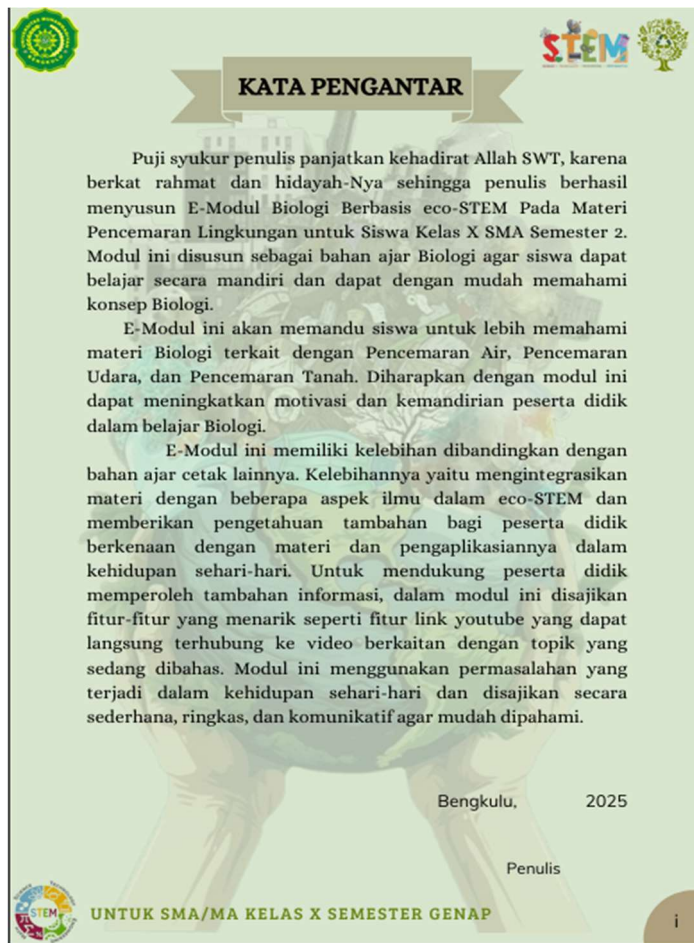 STEM
KATA PENGANTAR
Puji syukur penulis panjatkan kehadirat Allah SWT, karena
berkat rahmat dan hidayah-Nya sehingga penulis berhasil
menyusun E-Modul Biologi Berbasis eco-STEM Pada Materi
Pencemaran Lingkungan untuk Siswa Kelas X SMA Semester 2.
Modul ini disusun sebagai bahan ajar Biologi agar siswa dapat
belajar secara mandiri dan dapat dengan mudah memahami
konsep Biologi.
E-Modul ini akan memandu siswa untuk lebih memahami
materi Biologi terkait dengan Pencemaran Air, Pencemaran
Udara, dan Pencemaran Tanah. Diharapkan dengan modul ini
dapat meningkatkan motivasi dan kemandirian peserta didik
dalam belajar Biologi.
E-Modul ini memiliki kelebihan dibandingkan dengan
bahan ajar cetak lainnya. Kelebihannya yaitu mengintegrasikan
materi dengan beberapa aspek ilmu dalam eco-STEM dan
memberikan pengetahuan tambahan bagi peserta didik
berkenaan dengan materi dan pengaplikasiannya dalam
kehidupan sehari-hari. Untuk mendukung peserta didik
memperoleh tambahan informasi, dalam modul ini disajikan
fitur-fitur yang menarik seperti fitur link youtube yang dapat
langsung terhubung ke video berkaitan dengan topik yang
sedang dibahas. Modul ini menggunakan permasalahan yang
terjadi dalam kehidupan sehari-hari dan disajikan secara
sederhana, ringkas, dan komunikatif agar mudah dipahami.
Bengkulu, 2025
Penulis
STEM
UNTUK SMA/MA KELAS X SEMESTER GENAP
i